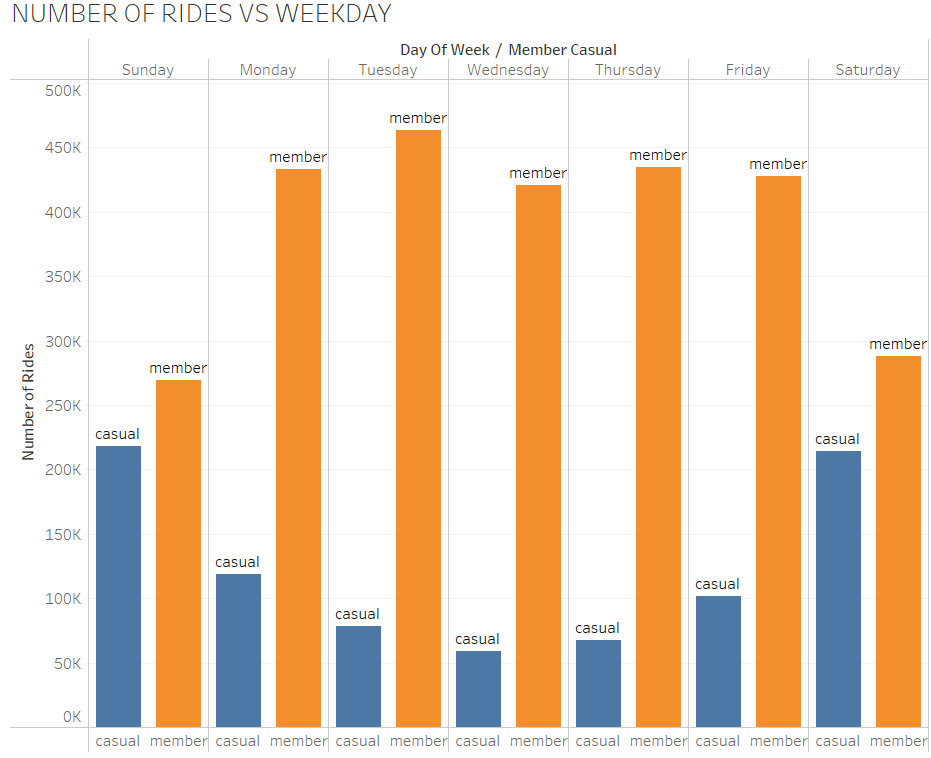 NUMBER OF RIDES VS WEEKDAY
Day Of Week / Member Casual
Sunday Monday Tuesday Wednesday Thursday Friday Saturday
500K
member
450K
member member
member
member
400K
350K
member
300K
member
Number of Rides
250K
casual casual
200K
150K
casual
casual
100K
casual
casual
casual
50K
0K
casual member casual member casual member casual member casual member casual member casual member